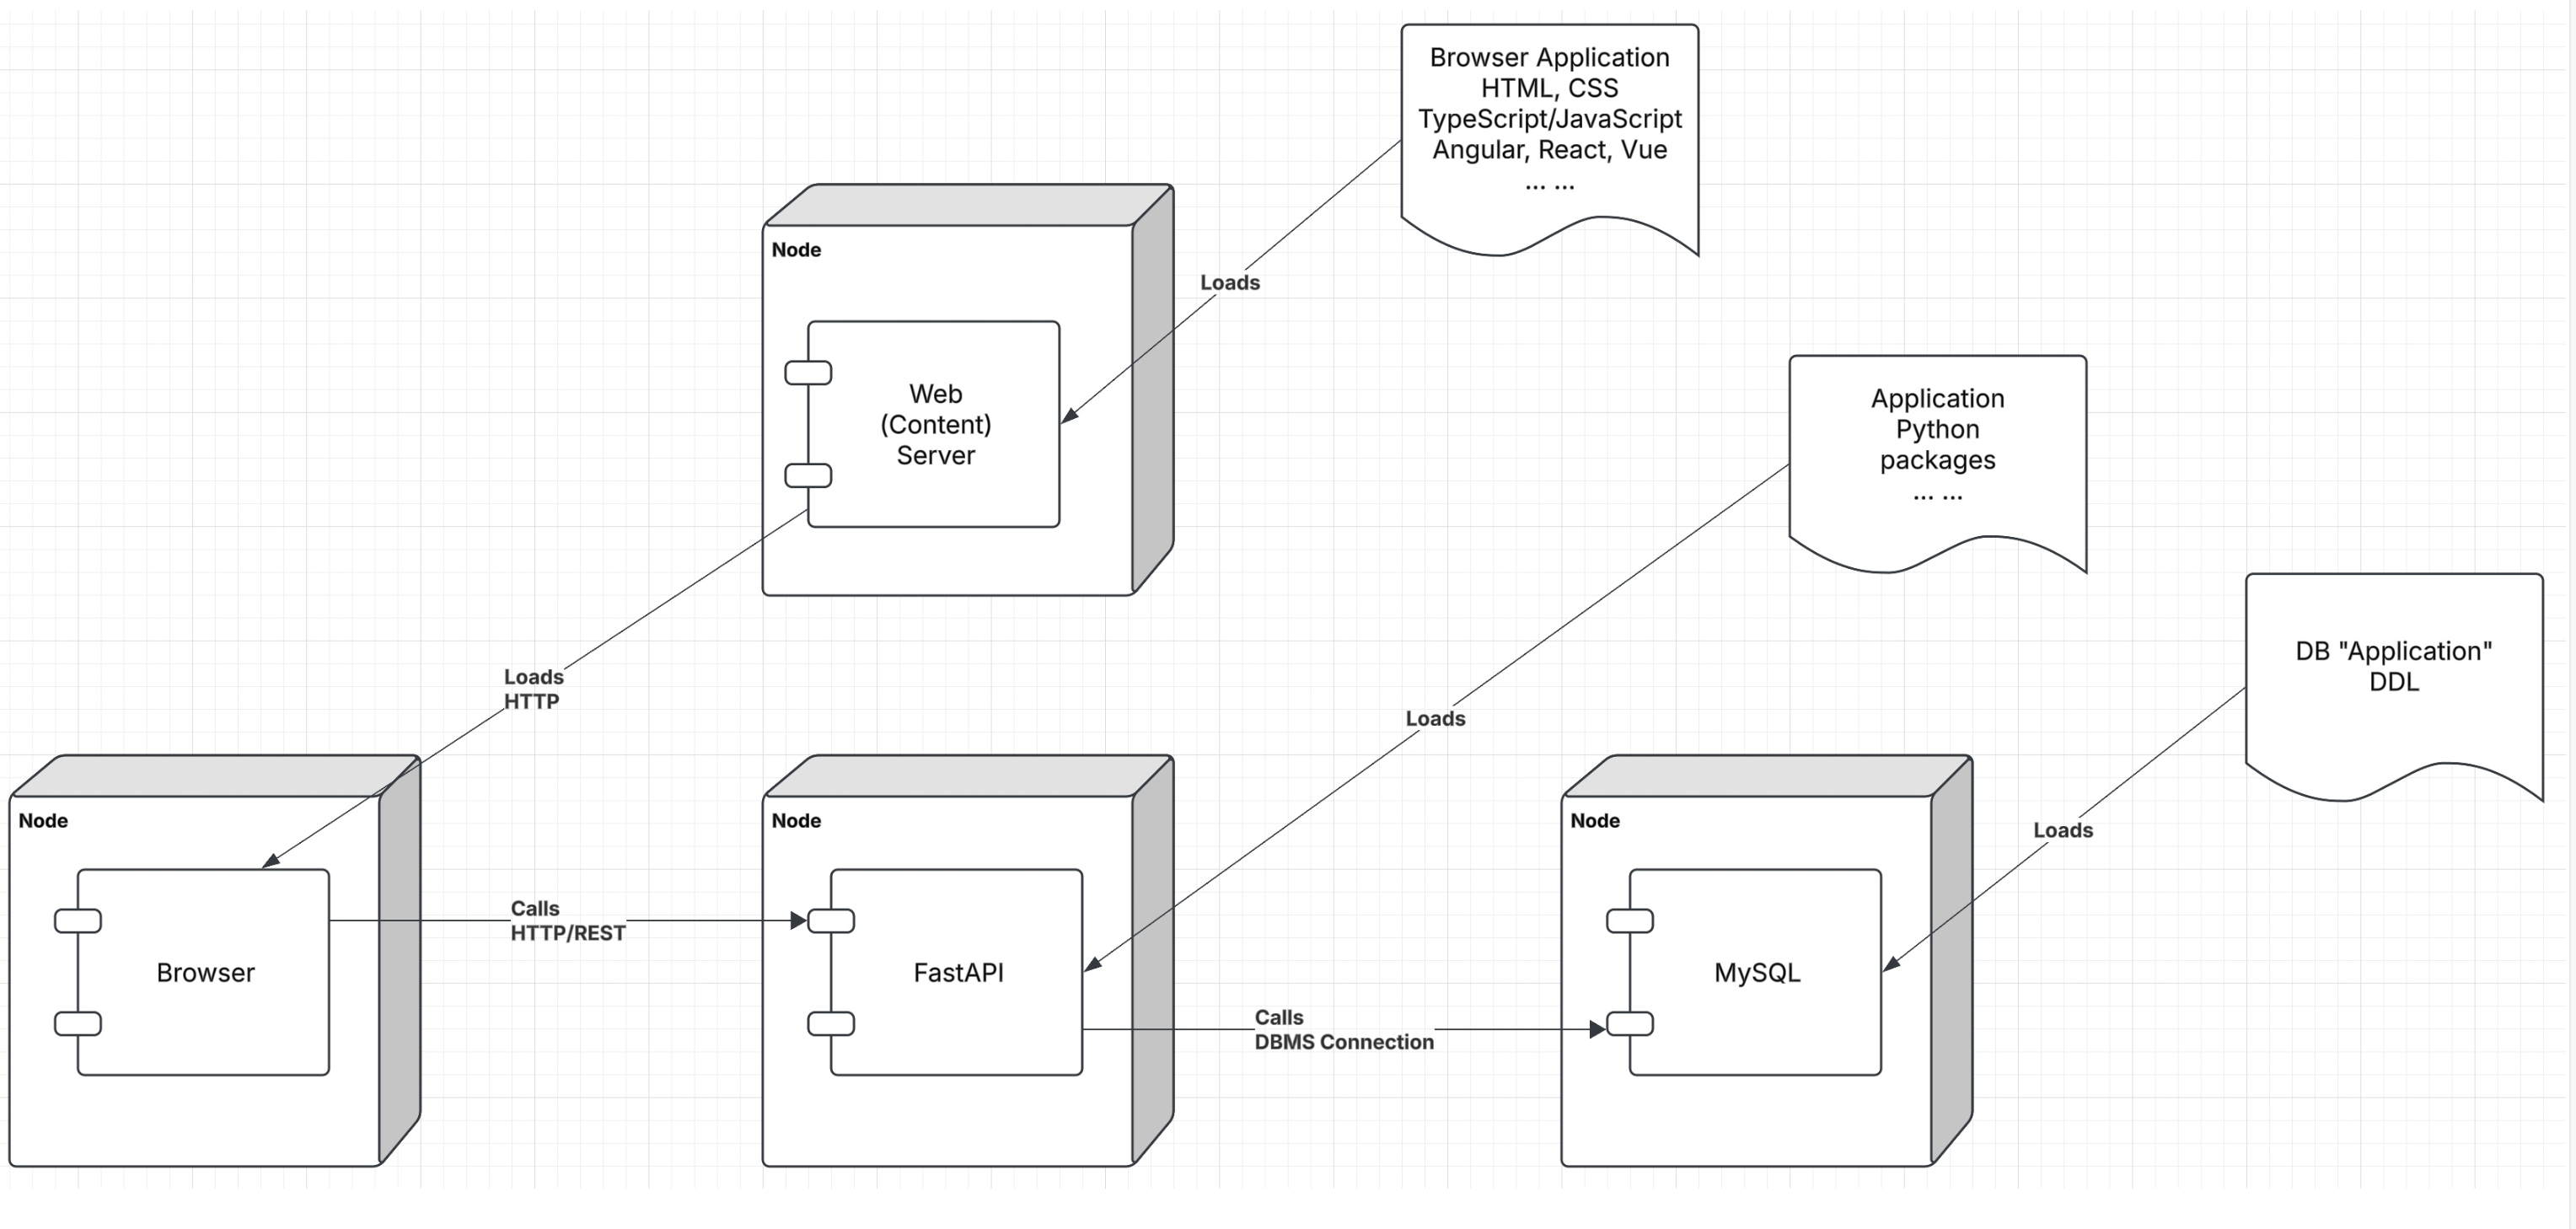 Browser Application
HTML, CSS
TypeScript/JavaScript
Angular, React, Vue
... ...
Node
Loads
Web
(Content)
Server
Application
Python
packages
... ...
DB "Application"
DDL
Loads
HTTP
Loads
Loads
Node
Node
Node
Calls
HTTP/REST
Browser
FastAPI
MySQL
Calls
DBMS Connection